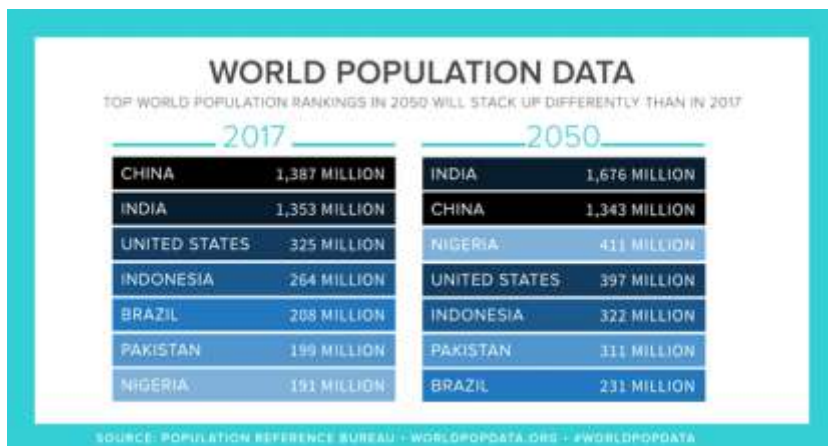 WORLD POPULATION DATA
TOP WORLD POPULATION RANKINGS IN 2050 WILL STACK UP DIFFERENTLY THAN IN 2017
2017
CHINA 1,387 MILLION
INDIA 1,353 MILLION
UNITED STATES 325 MILLION
INDONESIA 264 MILLION
BRAZIL 208 MILLION
PAKISTAN 199 MILLION
NIGERIA 191 MILLION
2050
INDIA 1,676 MILLION
CHINA 1,343 MILLION
NIGERIA 411 MILLION
UNITED STATES 397 MILLION
INDONESIA 322 MILLION
PAKISTAN 311 MILLION
BRAZIL 231 MILLION
SOURCE: POPULATION REFERENCE BUREAU • WORLDPOPDATA.ORG • #WORLDPOPDATA